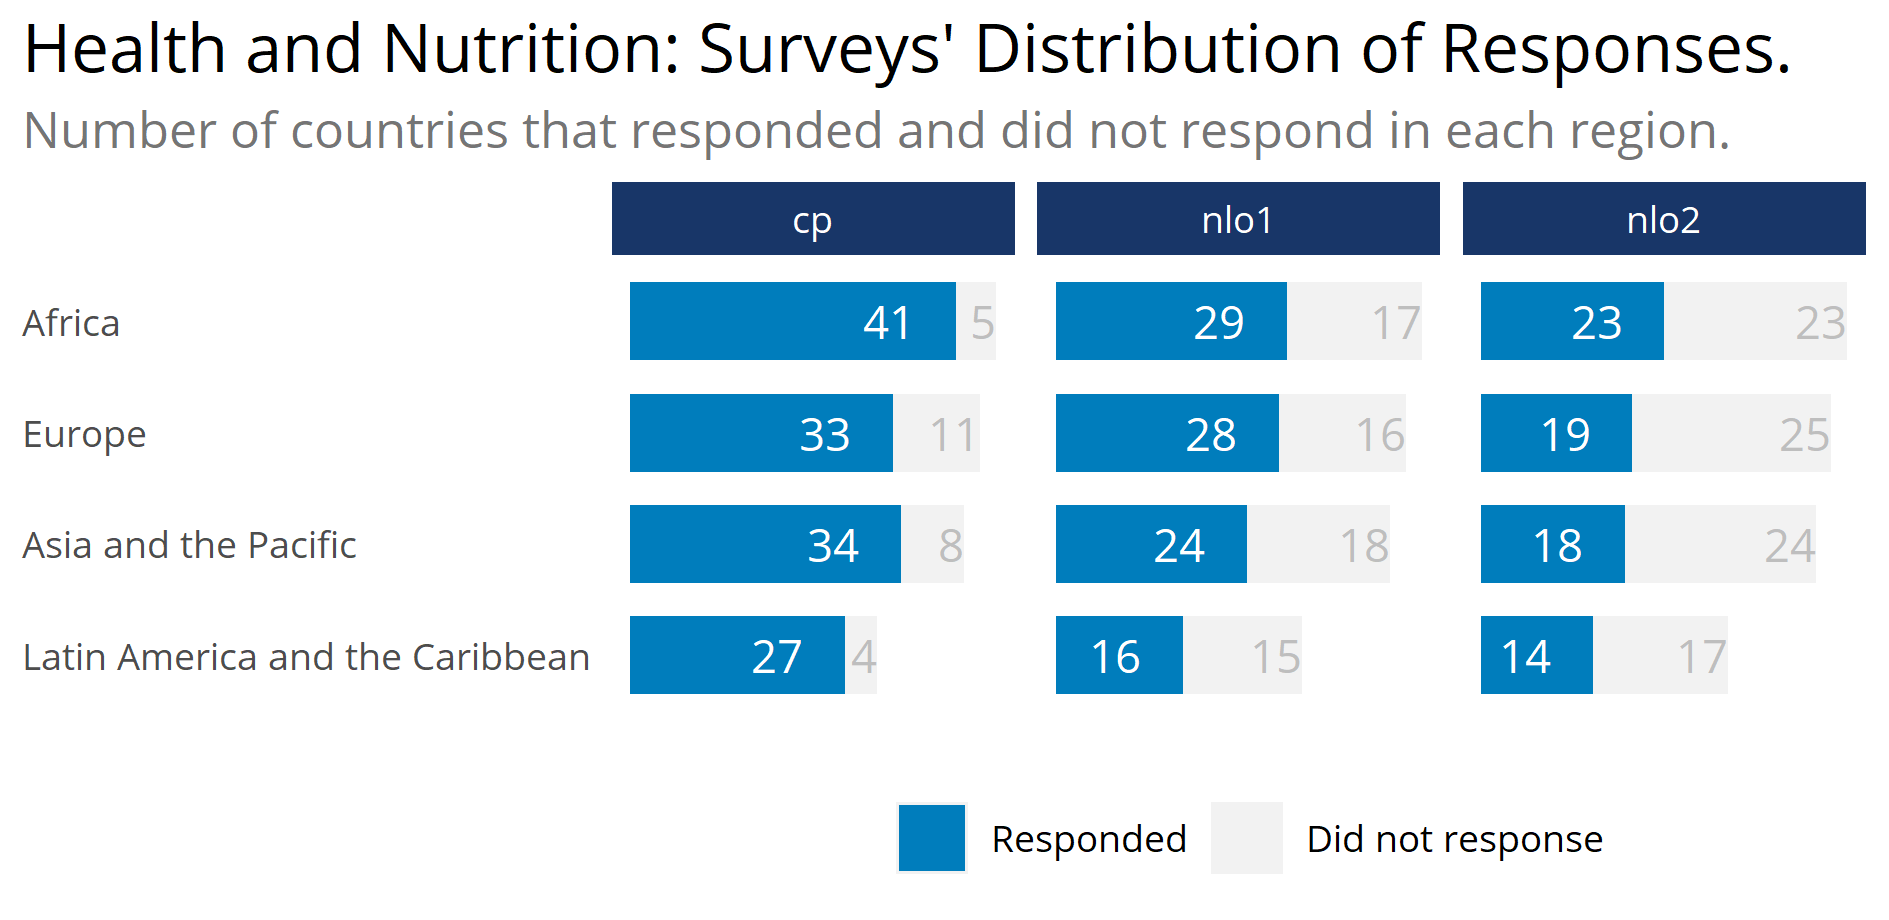 Health and Nutrition: Surveys' Distribution of Responses.
Number of countries that responded and did not respond in each region.
cp nlo1 nlo2
Africa 41 5 29 17 23 23
Europe 33 11 28 16 19 25
Asia and the Pacific 34 8 24 18 18 24
Latin America and the Caribbean 27 4 16 15 14 17
Responded Did not response